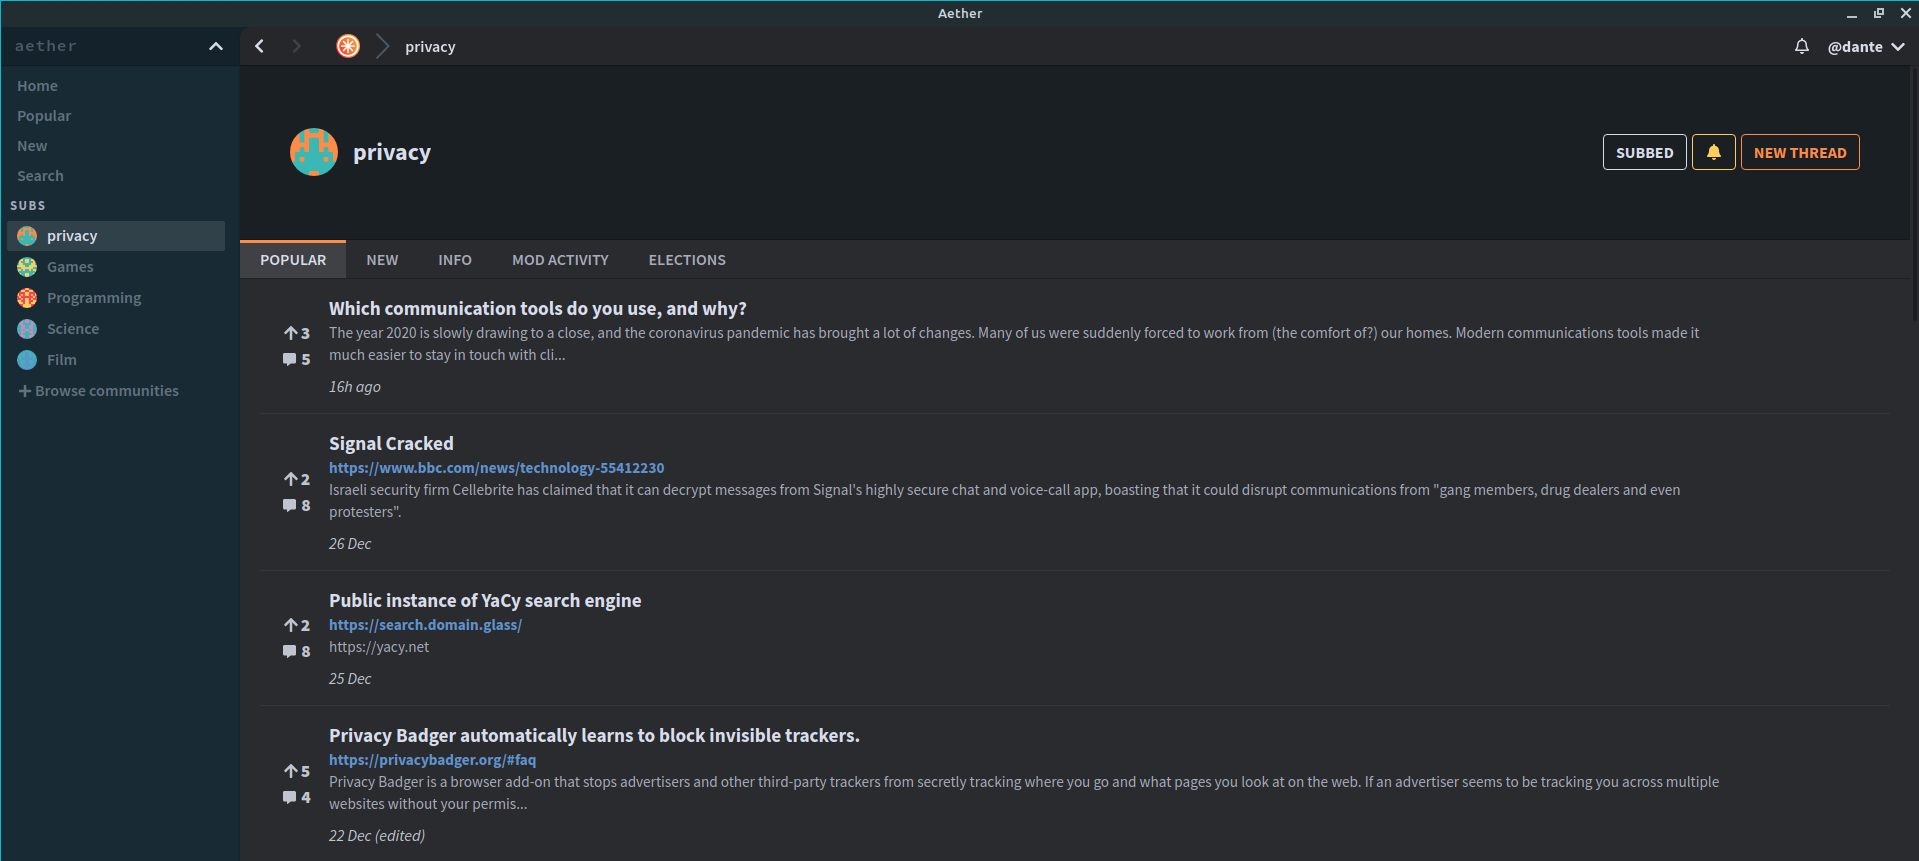 Aether
aether
privacy
@dante
Home
Popular
New
Search
SUBS
privacy
Games
Programming
Science
Film
Browse communities
privacy
SUBBED
NEW THREAD
POPULAR NEW INFO MOD ACTIVITY ELECTIONS
Which communication tools do you use, and why?
3
The year 2020 is slowly drawing to a close, and the coronavirus pandemic has brought a lot of changes. Many of us were suddenly forced to work from (the comfort of?) our homes. Modern communications tools made it
much easier to stay in touch with cli...
5
16h ago
Signal Cracked
https://www.bbc.com/news/technology-55412230
2
Israeli security firm Cellebrite has claimed that it can decrypt messages from Signal's highly secure chat and voice-call app, boasting that it could disrupt communications from "gang members, drug dealers and even
protesters".
8
26 Dec
Public instance of YaCy search engine
https://search.domain.glass/
2
https://yacy.net
8
25 Dec
Privacy Badger automatically learns to block invisible trackers.
https://privacybadger.org/#faq
5
Privacy Badger is a browser add-on that stops advertisers and other third-party trackers from secretly tracking where you go and what pages you look at on the web. If an advertiser seems to be tracking you across multiple
websites without your permis...
4
22 Dec (edited)